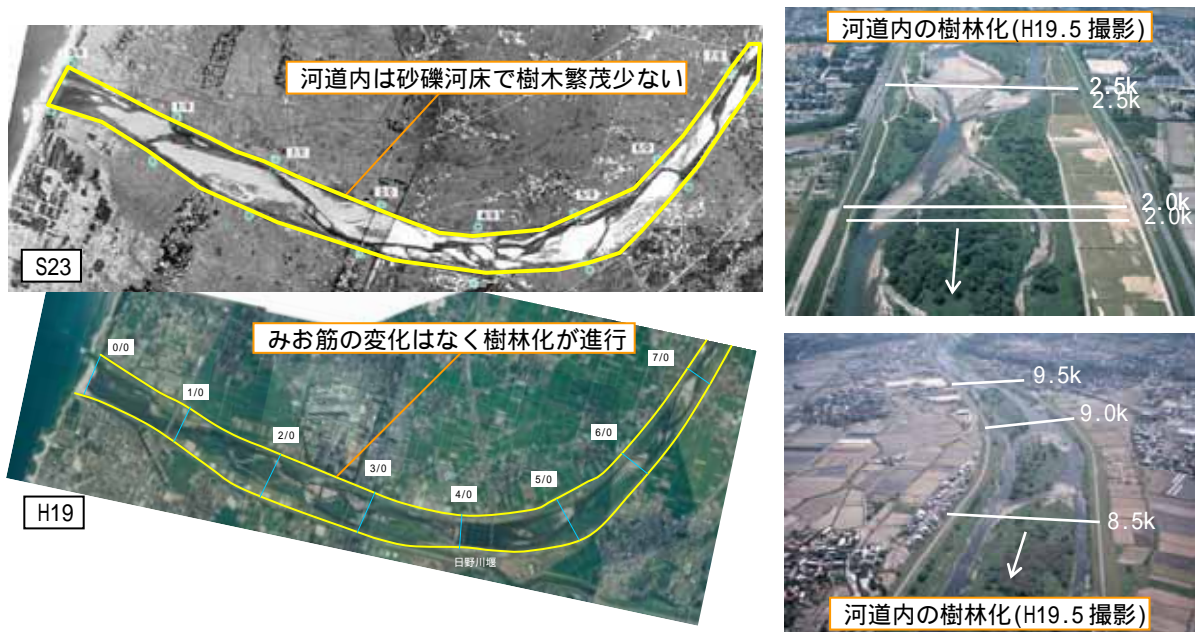 河道内は砂礫河床で樹木繁茂少ない
S23
みお筋の変化はなく樹林化が進行
0/0
1/0
2/0
3/0
4/0
5/0
6/0
7/0
日野川堰
H19
河道内の樹林化(H19.5撮影)
2.5k
2.5k
2.0k
2.0k
9.5k
9.0k
8.5k
河道内の樹林化(H19.5撮影)